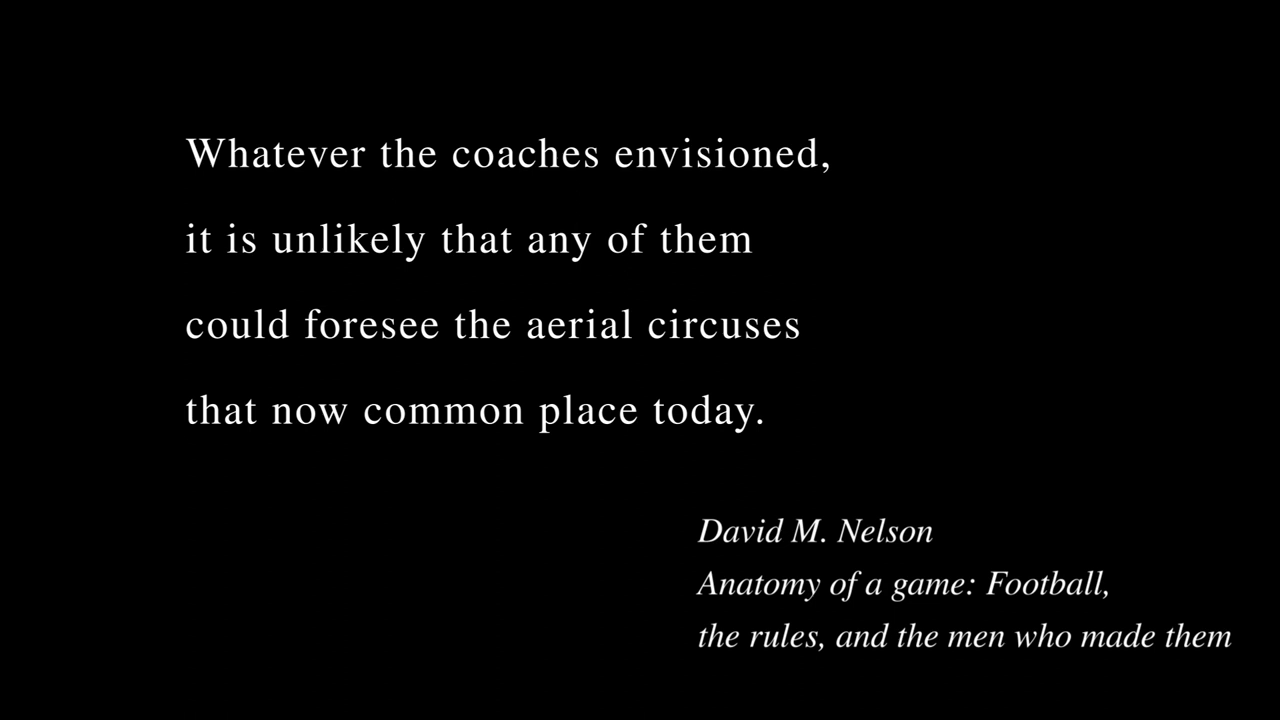 Whatever the coaches envisioned,
it is unlikely that any of them
could foresee the aerial circuses
that now common place today.
David M. Nelson
Anatomy of a game: Football,
the rules, and the men who made them